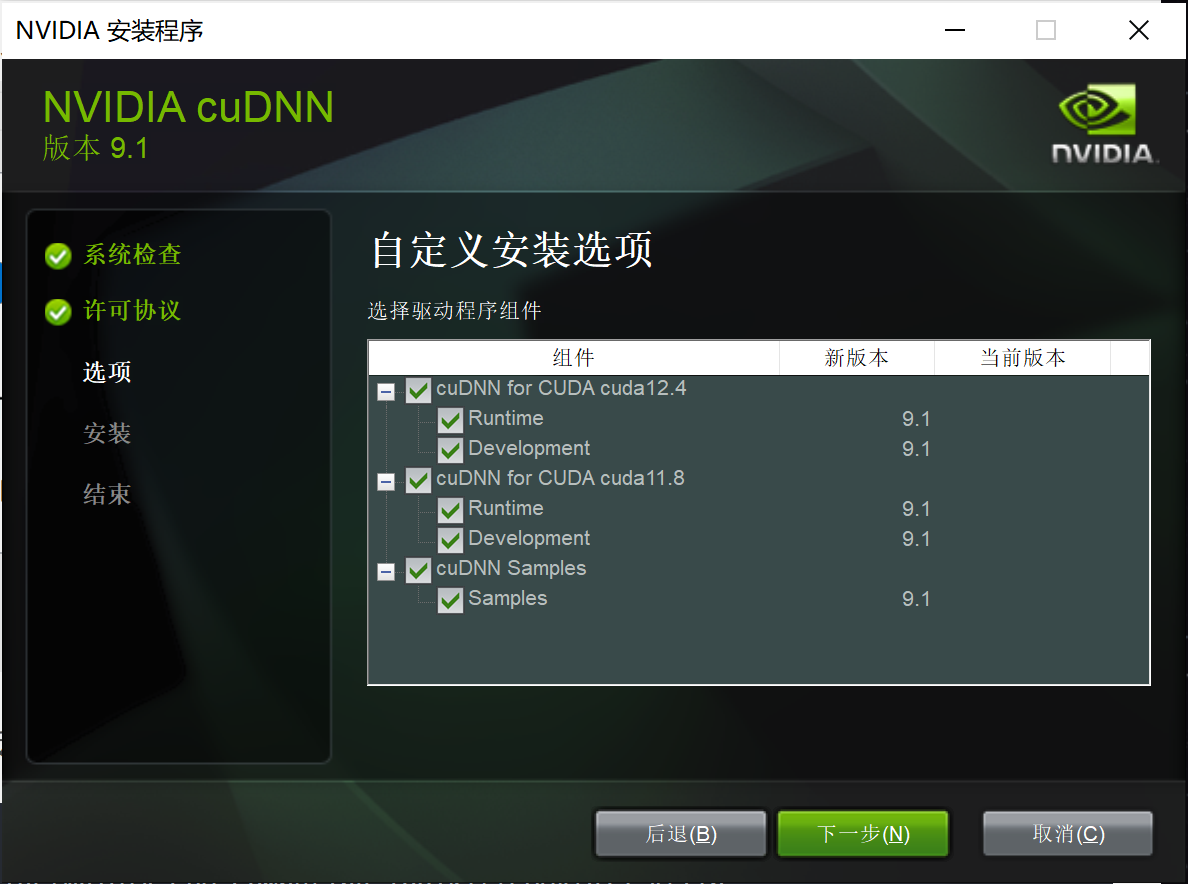 NVIDIA 安装程序
NVIDIA cuDNN
版本 9.1
NVIDIA.
系统检查
许可协议
选项
安装
结束
自定义安装选项
选择驱动程序组件
组件 新版本 当前版本
cuDNN for CUDA cuda12.4
Runtime 9.1
Development 9.1
cuDNN for CUDA cuda11.8
Runtime 9.1
Development 9.1
cuDNN Samples
Samples 9.1
后退(B) 下一步(N) 取消(C)